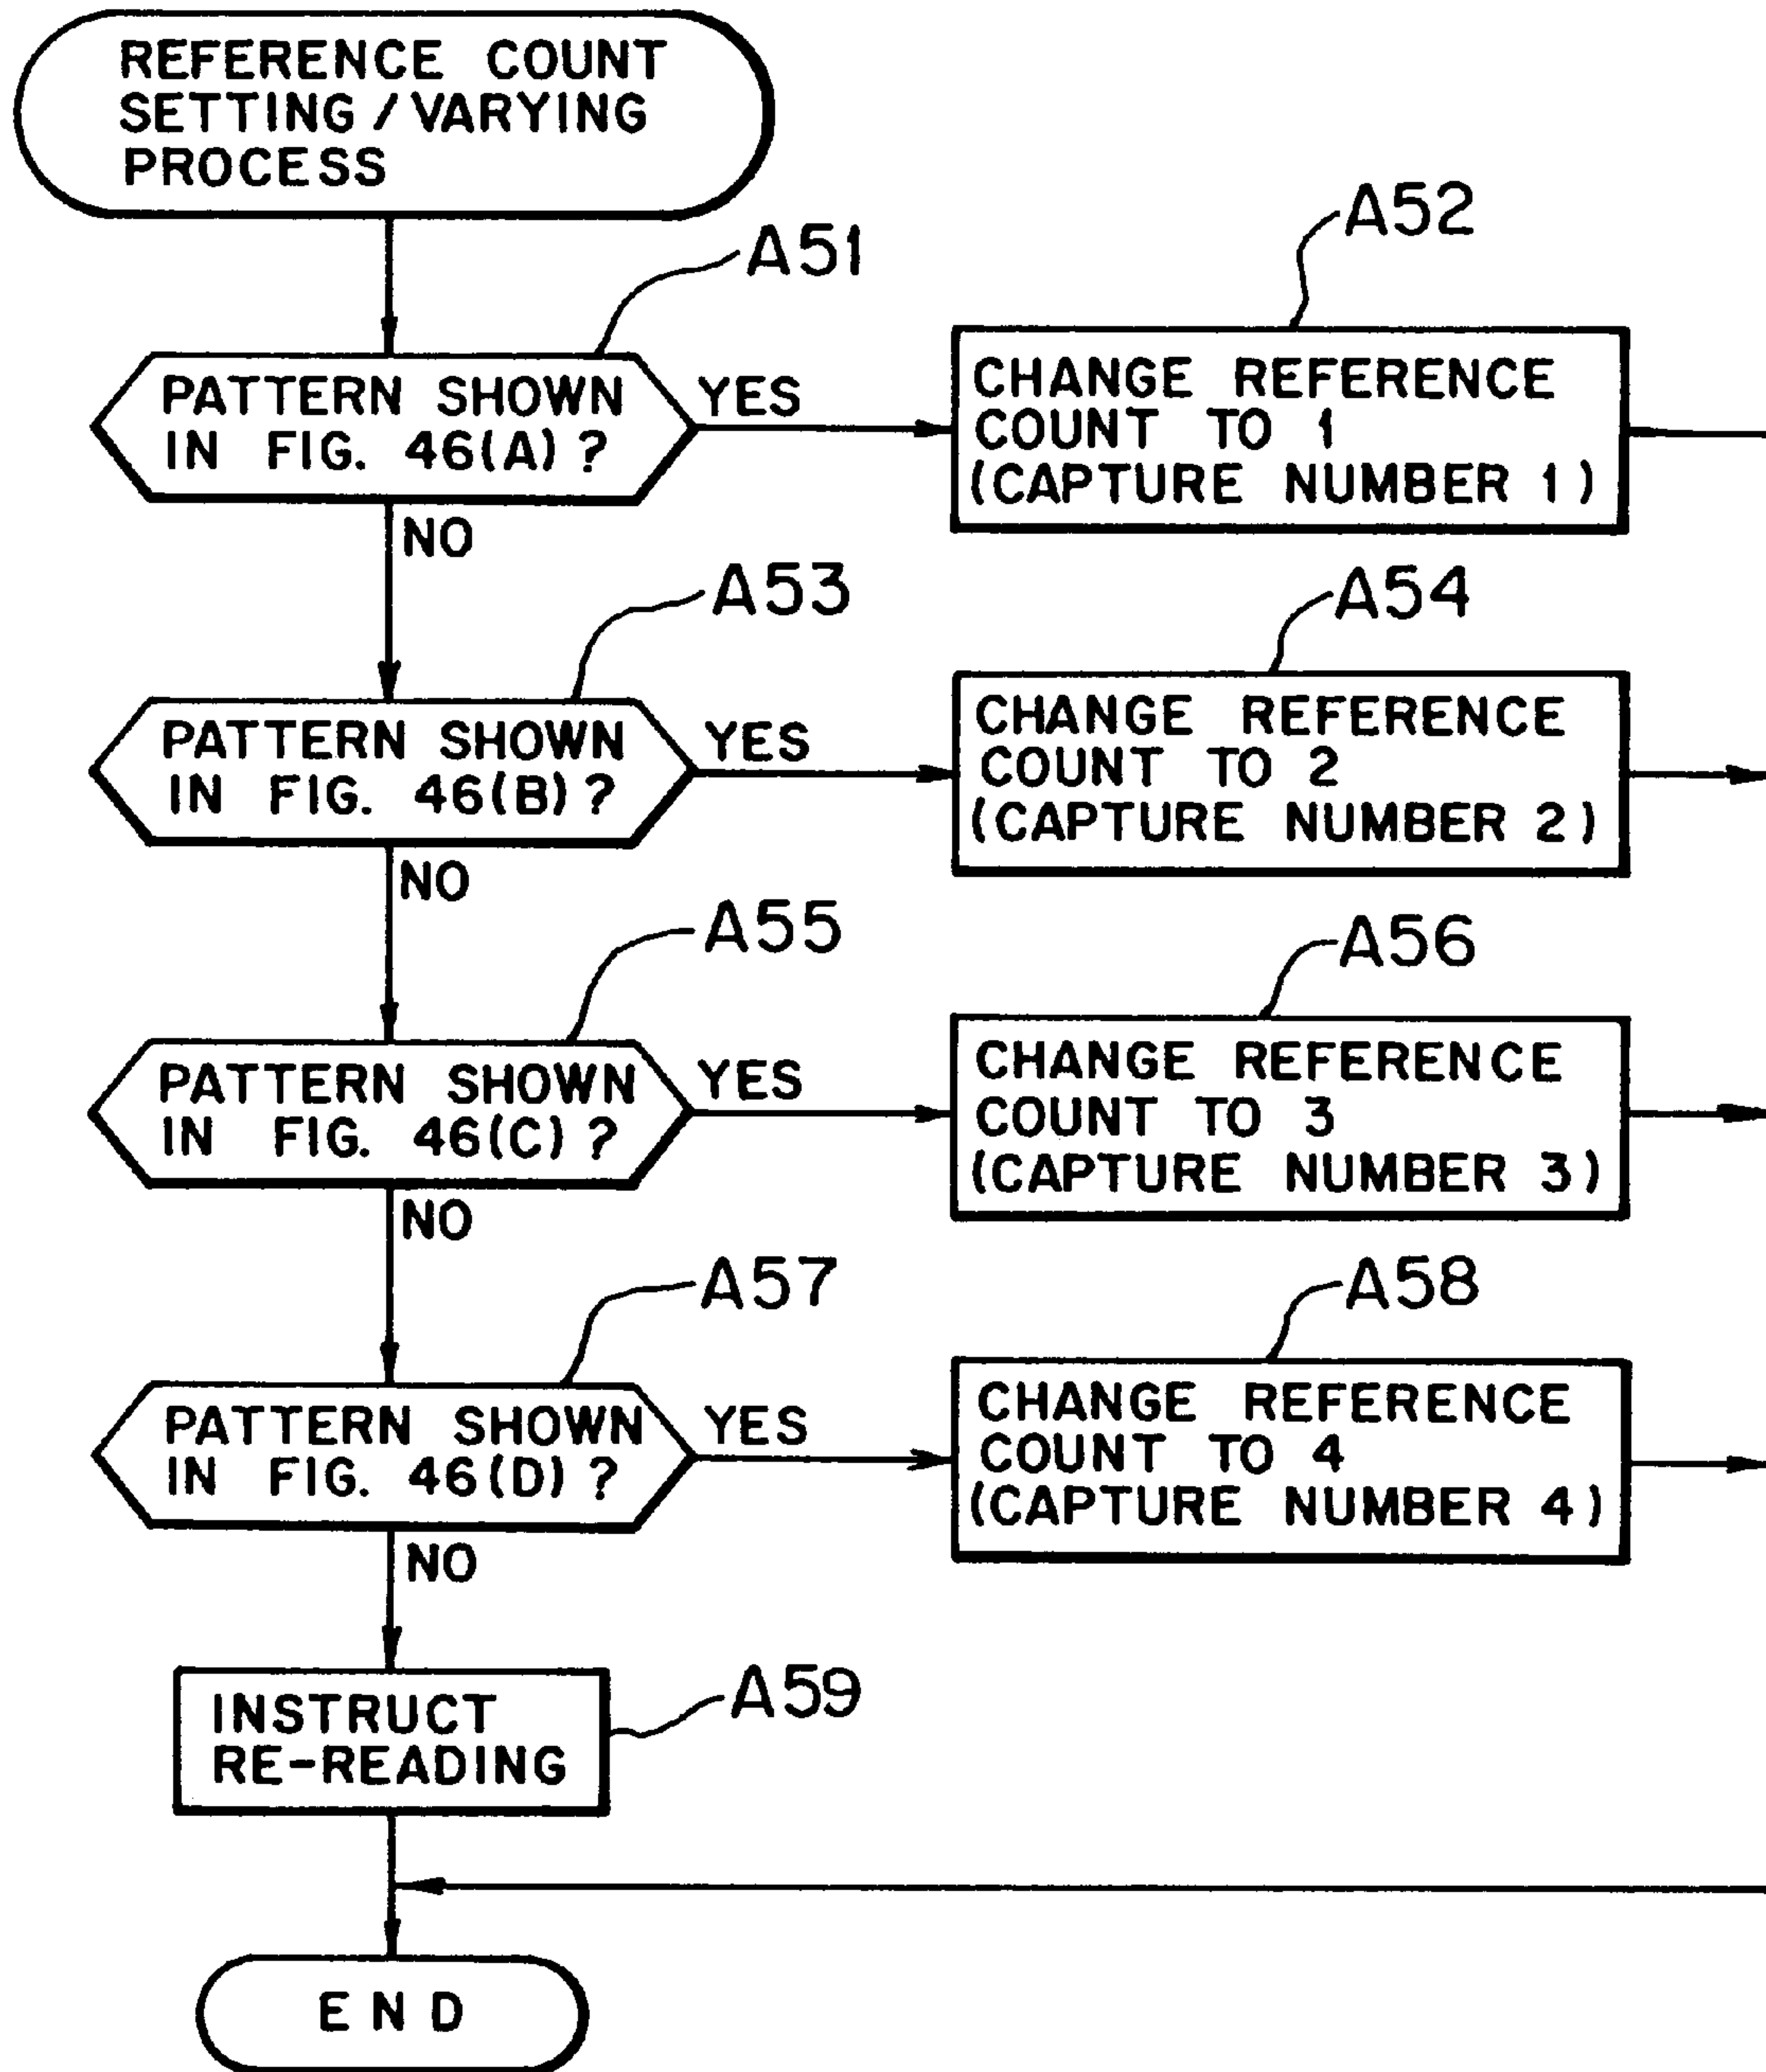 REFERENCE COUNT
SETTING/VARYING
PROCESS
A51
A52
PATTERN SHOWN
IN FIG. 46(A)?
YES
CHANGE REFERENCE
COUNT TO 1
(CAPTURE NUMBER 1)
NO
A53
A54
PATTERN SHOWN
IN FIG. 46(B)?
YES
CHANGE REFERENCE
COUNT TO 2
(CAPTURE NUMBER 2)
NO
A55
A56
PATTERN SHOWN
IN FIG. 46(C)?
YES
CHANGE REFERENCE
COUNT TO 3
(CAPTURE NUMBER 3)
NO
A57
A58
PATTERN SHOWN
IN FIG. 46(D)?
YES
CHANGE REFERENCE
COUNT TO 4
(CAPTURE NUMBER 4)
NO
A59
INSTRUCT
RE-READING
END